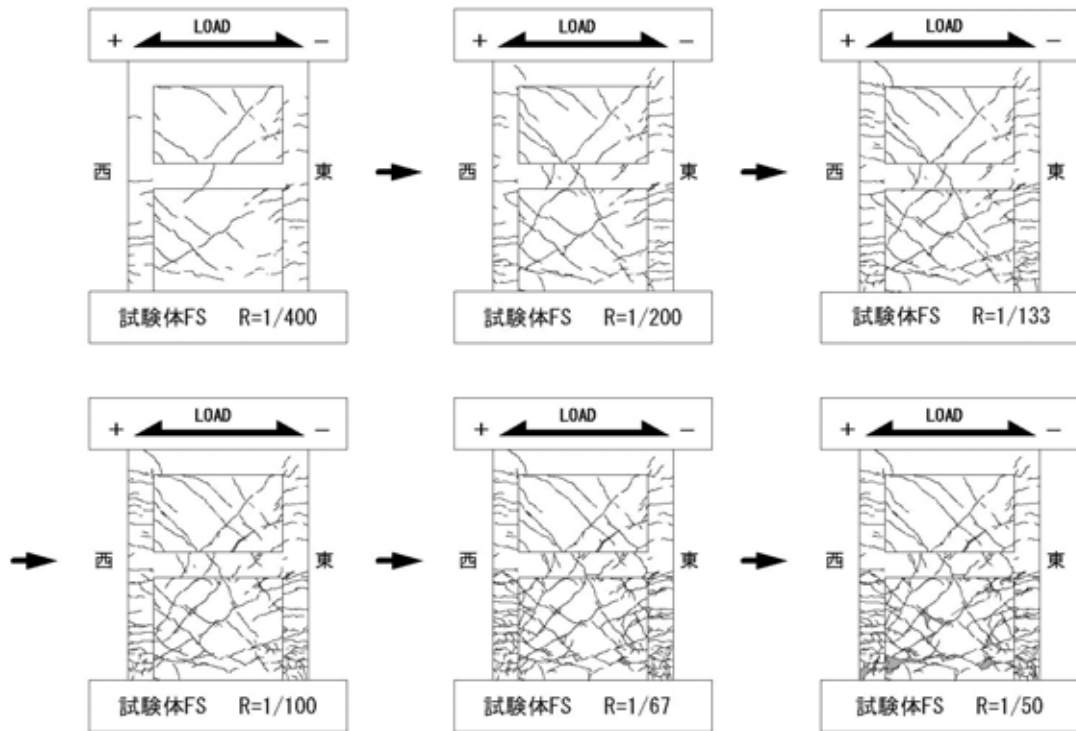 LOAD
+ −
西 東
試験体FS R=1/400
LOAD
+ −
西 東
試験体FS R=1/200
LOAD
+ −
西 東
試験体FS R=1/133
LOAD
+ −
西 東
試験体FS R=1/100
LOAD
+ −
西 東
試験体FS R=1/67
LOAD
+ −
西 東
試験体FS R=1/50